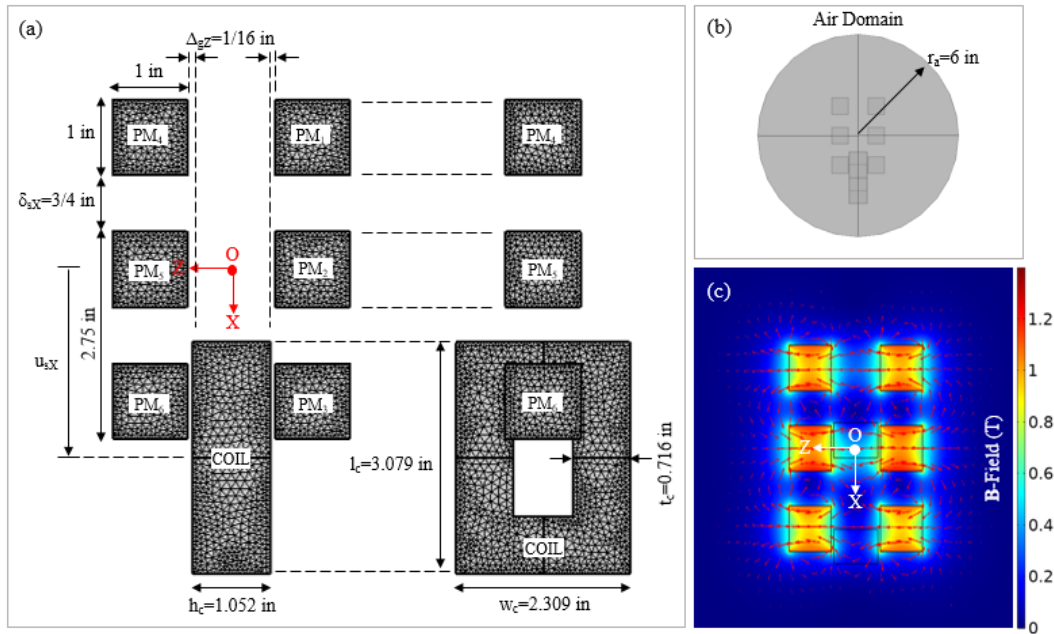 (a)
Δgz=1/16 in
1 in
1 in
PM4
PM1
PM4
δsX=3/4 in
2.75 in
usX
PM5
Z
O
X
PM2
PM5
PM6
PM3
COIL
hc=1.052 in
lc=3.079 in
PM6
COIL
tc=0.716 in
wc=2.309 in
(b)
Air Domain
ra=6 in
(c)
Z
O
X
1.2
1
0.8
0.6
0.4
0.2
0
B-Field (T)